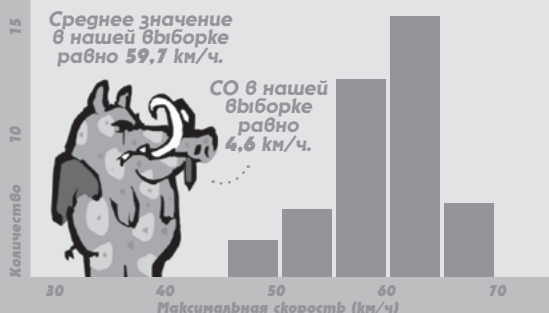 Среднее значение
в нашей выборке
равно 59,7 км/ч.
СО в нашей
выборке
равно
4,6 км/ч.
15
10
Количество
30 40 50 60 70
Максимальная скорость (км/ч)